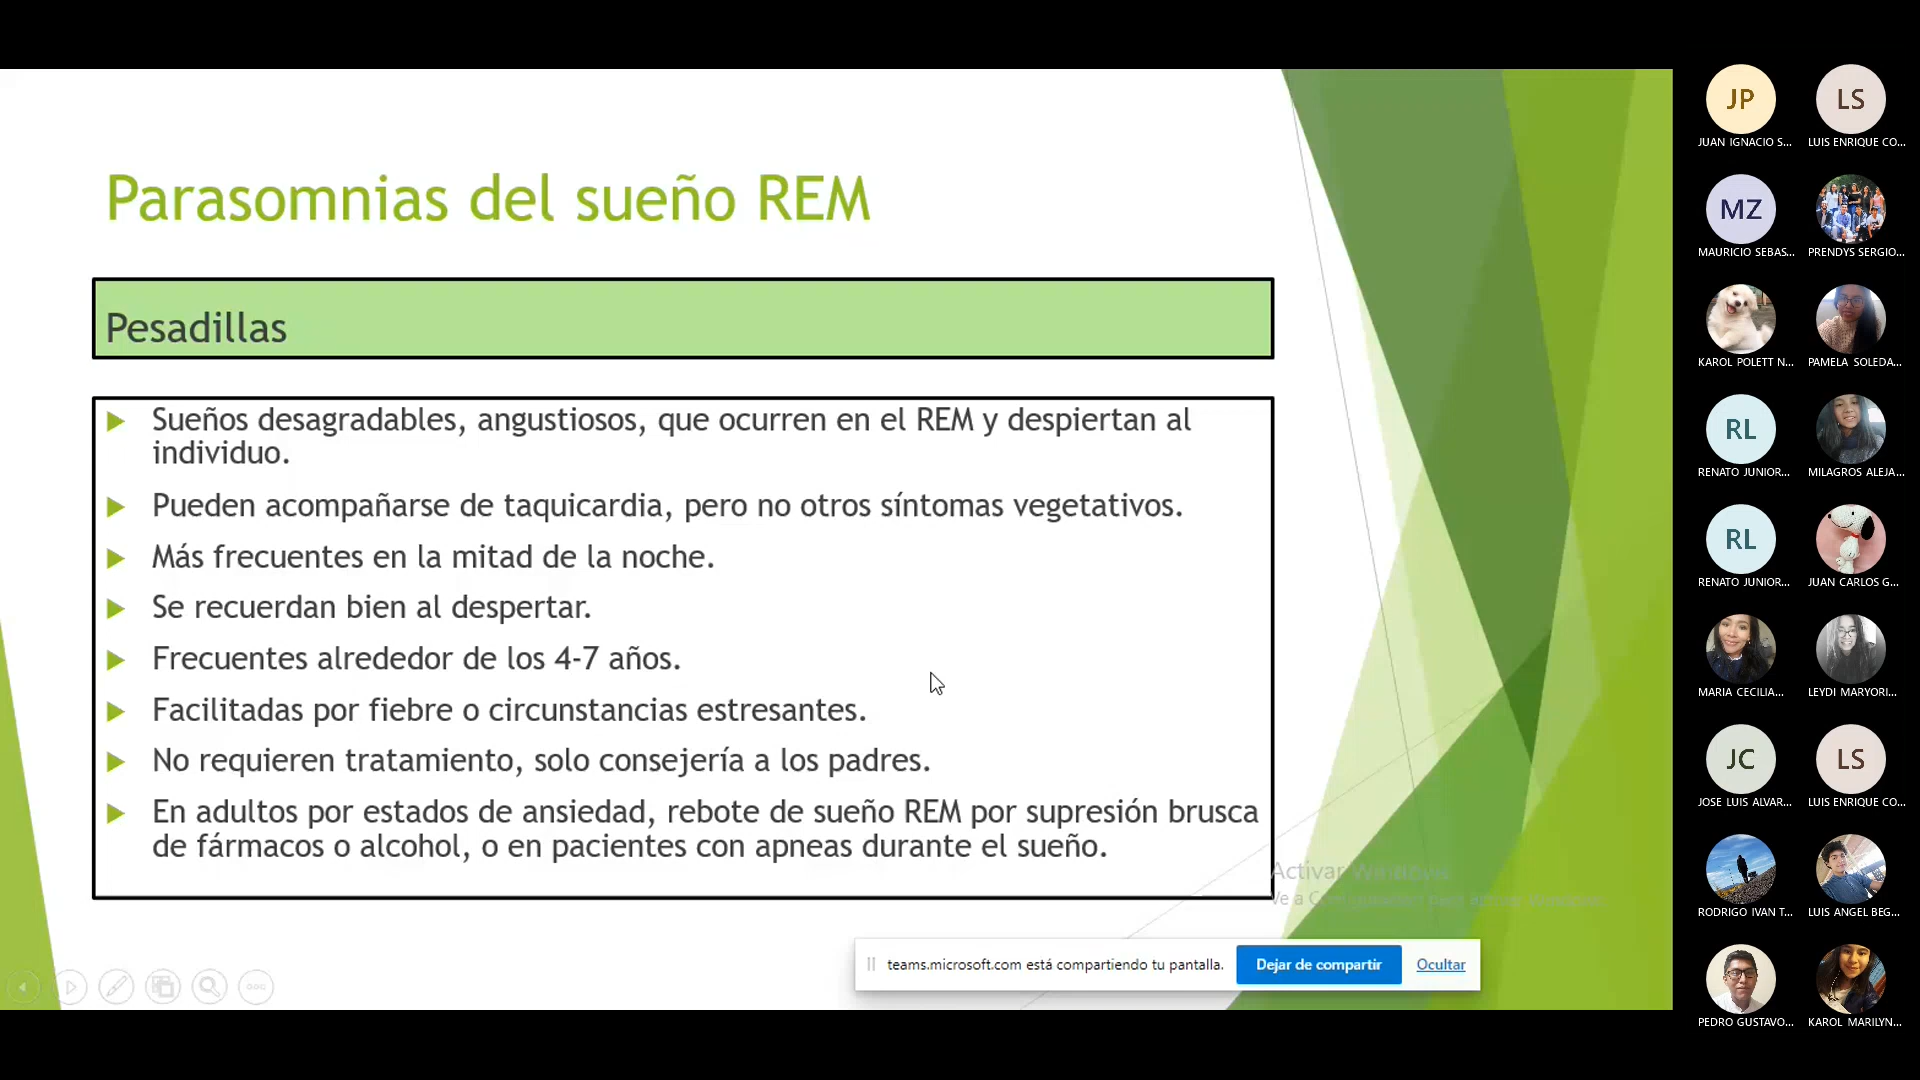 Parasomnias del sueño REM
Pesadillas
Sueños desagradables, angustiosos, que ocurren en el REM y despiertan al
individuo.
Pueden acompañarse de taquicardia, pero no otros síntomas vegetativos.
Más frecuentes en la mitad de la noche.
Se recuerdan bien al despertar.
Frecuentes alrededor de los 4-7 años.
Facilitadas por fiebre o circunstancias estresantes.
No requieren tratamiento, solo consejería a los padres.
En adultos por estados de ansiedad, rebote de sueño REM por supresión brusca
de fármacos o alcohol, o en pacientes con apneas durante el sueño.
Activar Windows
Ve a
teams.microsoft.com está compartiendo tu pantalla.
Dejar de compartir
Ocultar
JP
JUAN IGNACIO S...
LS
LUIS ENRIQUE CO...
MZ
MAURICIO SEBAS...
PRENDYS SERGIO...
KAROL POLETT N...
PAMELA SOLEDA...
RL
RENATO JUNIOR...
MILAGROS ALEJA...
RL
RENATO JUNIOR...
JUAN CARLOS G...
MARIA CECILIA...
LEYDI MARYORI...
JC
JOSE LUIS ALVAR...
LS
LUIS ENRIQUE CO...
RODRIGO IVAN T...
LUIS ANGEL BEG...
PEDRO GUSTAVO...
KAROL MARILYN...